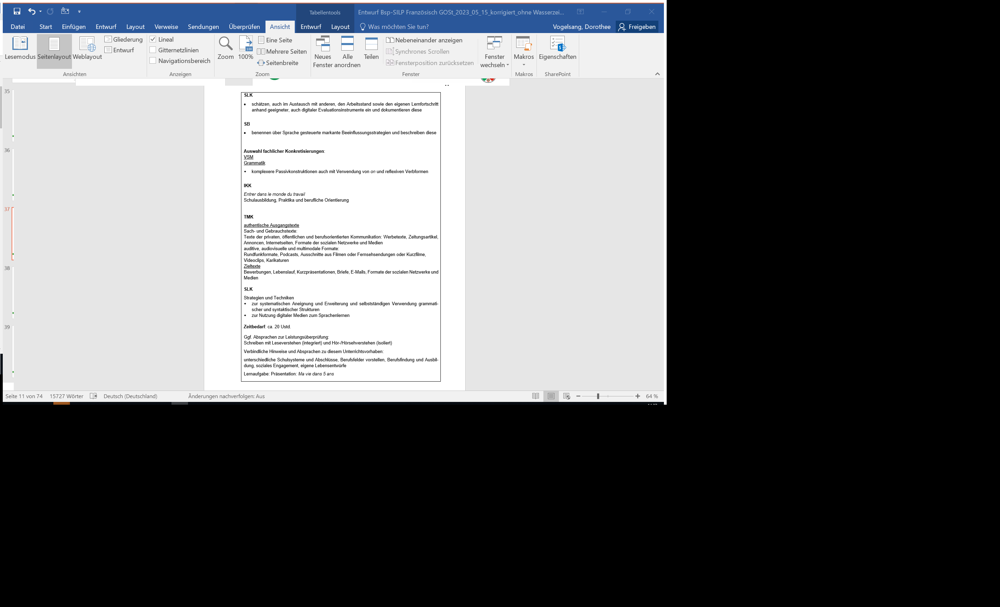 Tabellentools
Entwurf Bsp-SILP Französisch GOSt_2023_05_15_korrigiert_ohne Wasserzei...
Datei Start Einfügen Entwurf Layout Verweise Sendungen Überprüfen Ansicht Entwurf Layout Was möchten Sie tun? Vogelsang, Dorothee Freigeben
Lesemodus Seitenlayout Weblayout
Gliederung
Entwurf
Ansichten
Lineal
Gitternetzlinien
Navigationsbereich
Anzeigen
Zoom 100%
100
Eine Seite
Mehrere Seiten
Seitenbreite
Zoom
Neues Fenster
Alle anordnen
Teilen
Nebeneinander anzeigen
Synchrones Scrollen
Fensterposition zurücksetzen
Fenster wechseln
Fenster
Makros
Makros
Eigenschaften
SharePoint
35
36
37
38
39
SLK
• schätzen, auch im Austausch mit anderen, den Arbeitsstand sowie den eigenen Lernfortschritt
anhand geeigneter, auch digitaler Evaluationsinstrumente ein und dokumentieren diese
SB
• benennen über Sprache gesteuerte markante Beeinflussungsstrategien und beschreiben diese
Auswahl fachlicher Konkretisierungen:
VSM
Grammatik
• komplexere Passivkonstruktionen auch mit Verwendung von on und reflexiven Verbformen
IKK
Entrer dans le monde du travail
Schulausbildung, Praktika und berufliche Orientierung
TMK
authentische Ausgangstexte
Sach- und Gebrauchstexte:
Texte der privaten, öffentlichen und berufsorientierten Kommunikation: Werbetexte, Zeitungsartikel,
Annoncen, Internetseiten, Formate der sozialen Netzwerke und Medien
auditive, audiovisuelle und multimodale Formate:
Rundfunkformate, Podcasts, Ausschnitte aus Filmen oder Fernsehsendungen oder Kurzfilme,
Videoclips, Karikaturen
Zieltexte
Bewerbungen, Lebenslauf, Kurzpräsentationen, Briefe, E-Mails, Formate der sozialen Netzwerke und
Medien
SLK
Strategien und Techniken
• zur systematischen Aneignung und Erweiterung und selbstständigen Verwendung grammati-
scher und syntaktischer Strukturen
• zur Nutzung digitaler Medien zum Sprachenlernen
Zeitbedarf: ca. 20 Ustd.
Ggf. Absprachen zur Leistungsüberprüfung:
Schreiben mit Leseverstehen (integriert) und Hör-/Hörsehverstehen (isoliert)
Verbindliche Hinweise und Absprachen zu diesem Unterrichtsvorhaben:
unterschiedliche Schulsysteme und Abschlüsse, Berufsfelder vorstellen, Berufsfindung und Ausbil-
dung, soziales Engagement, eigene Lebensentwürfe
Lernaufgabe: Präsentation: Ma vie dans 5 ans
Seite 11 von 74 15727 Wörter Deutsch (Deutschland) Änderungen nachverfolgen: Aus 64 %